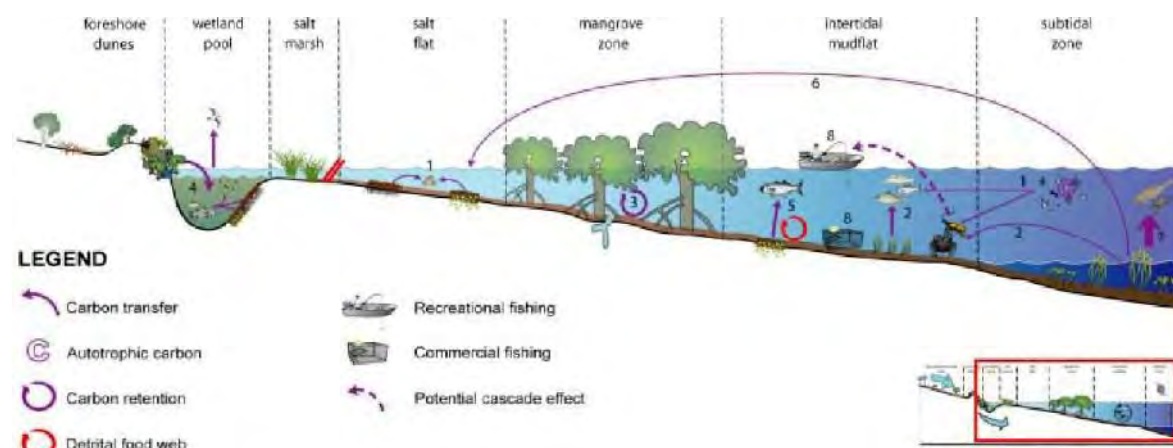 foreshore dunes
wetland pool
salt marsh
salt flat
mangrove zone
intertidal mudflat
subtidal zone
6
8
1
4
3
5
8
2
2
LEGEND
Carbon transfer
Autotrophic carbon
Carbon retention
Detrital food web
Recreational fishing
Commercial fishing
Potential cascade effect